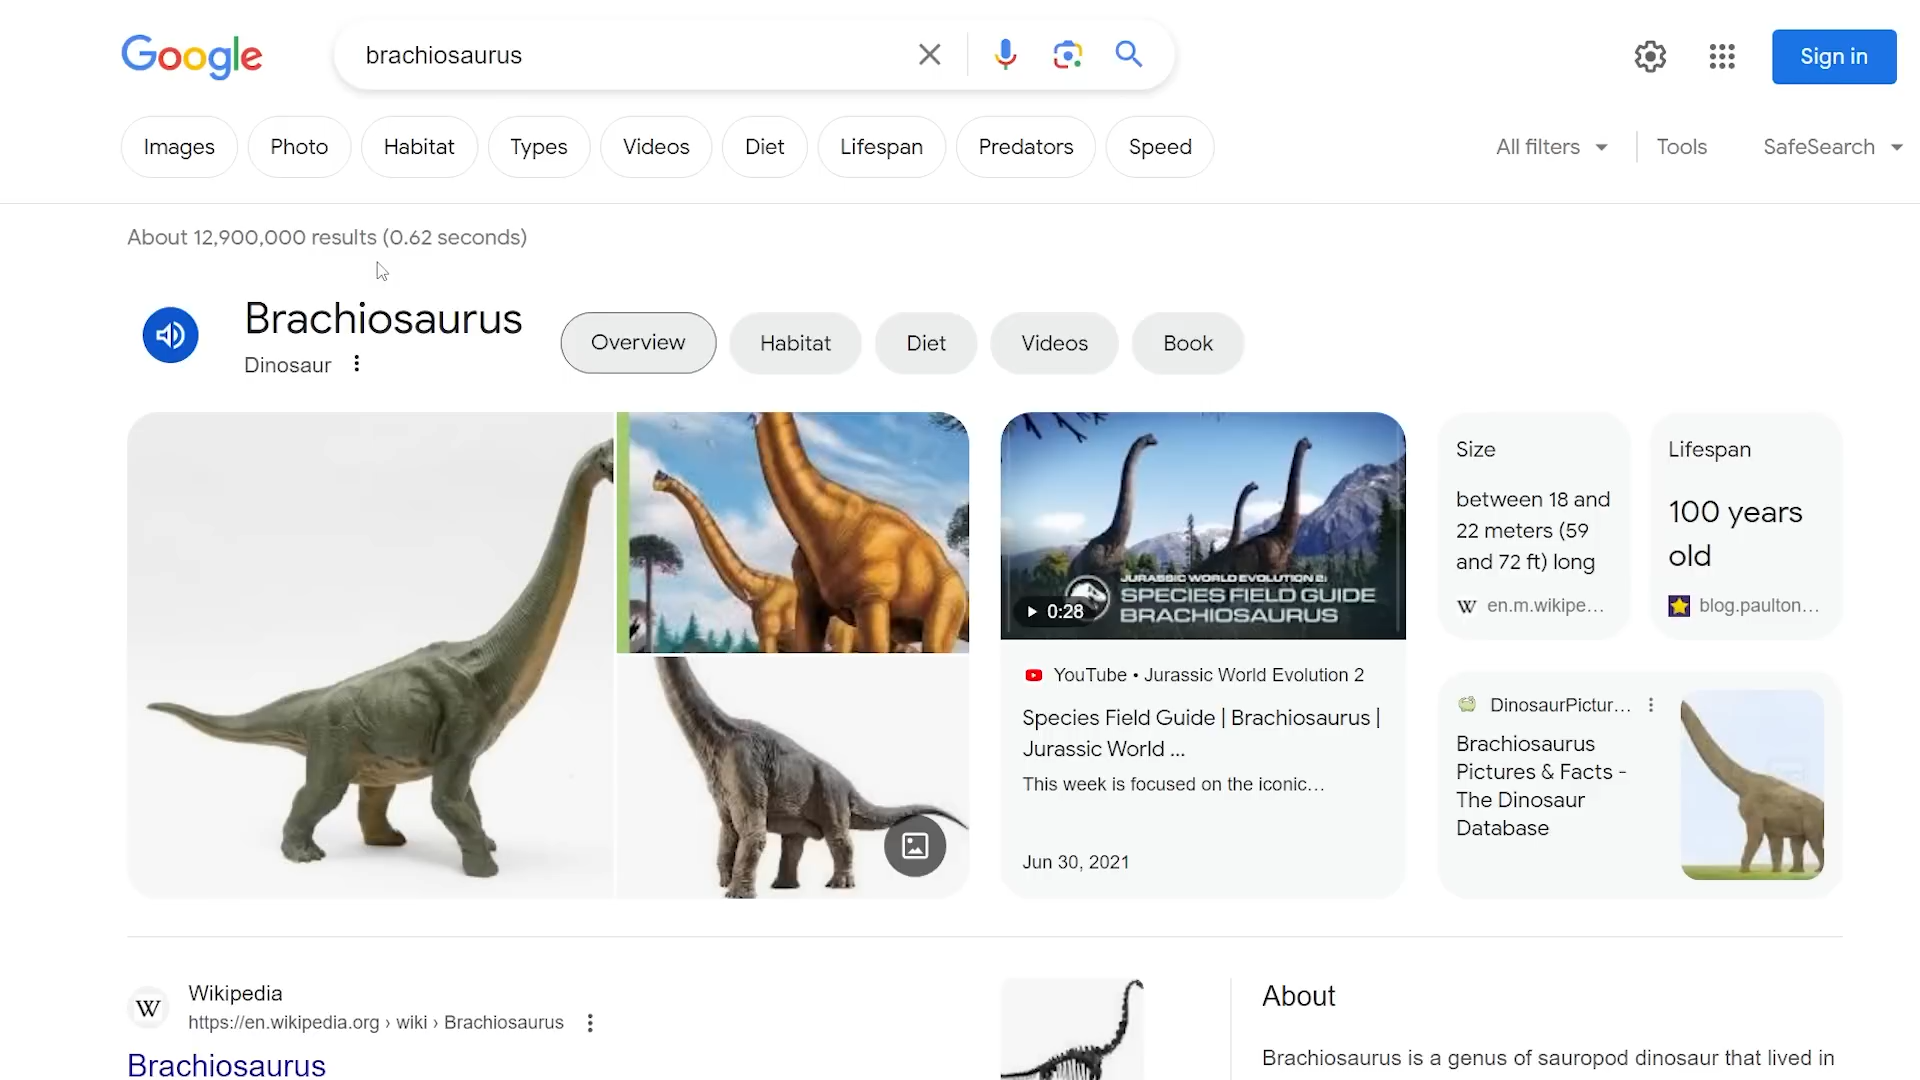 Google
brachiosaurus
Sign in
Images
Photo
Habitat
Types
Videos
Diet
Lifespan
Predators
Speed
All filters
Tools
SafeSearch
About 12,900,000 results (0.62 seconds)
Brachiosaurus
Dinosaur
Overview
Habitat
Diet
Videos
Book
JURASSIC WORLD EVOLUTION 2:
SPECIES FIELD GUIDE
BRACHIOSAURUS
0:28
YouTube • Jurassic World Evolution 2
Species Field Guide | Brachiosaurus |
Jurassic World ...
This week is focused on the iconic...
Jun 30, 2021
Size
between 18 and
22 meters (59
and 72 ft) long
W en.m.wikipe...
Lifespan
100 years
old
blog.paulton...
DinosaurPictur...
Brachiosaurus
Pictures & Facts -
The Dinosaur
Database
W
Wikipedia
https://en.wikipedia.org › wiki › Brachiosaurus
Brachiosaurus
About
Brachiosaurus is a genus of sauropod dinosaur that lived in